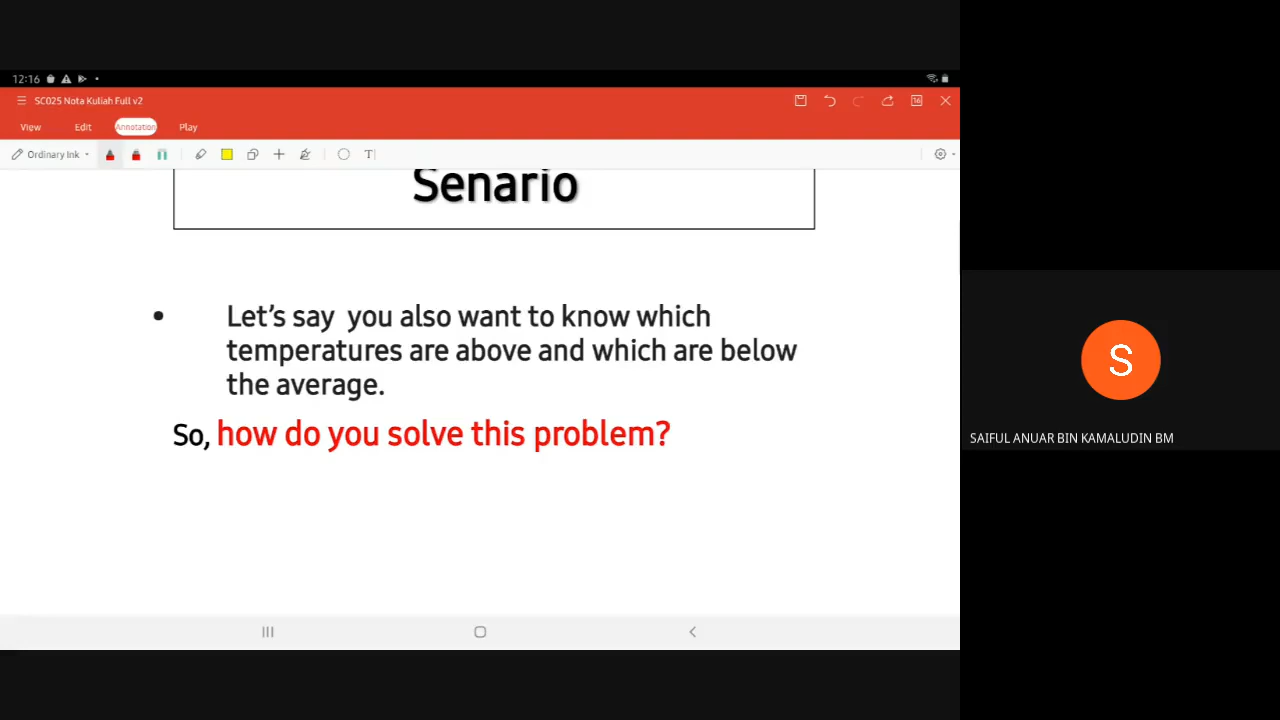 12:16
SC025 Nota Kuliah Full v2
16
View Edit Annotation Play
Ordinary Ink T
Senario
• Let's say you also want to know which
temperatures are above and which are below
the average.
So, how do you solve this problem?
S
SAIFUL ANUAR BIN KAMALUDIN BM